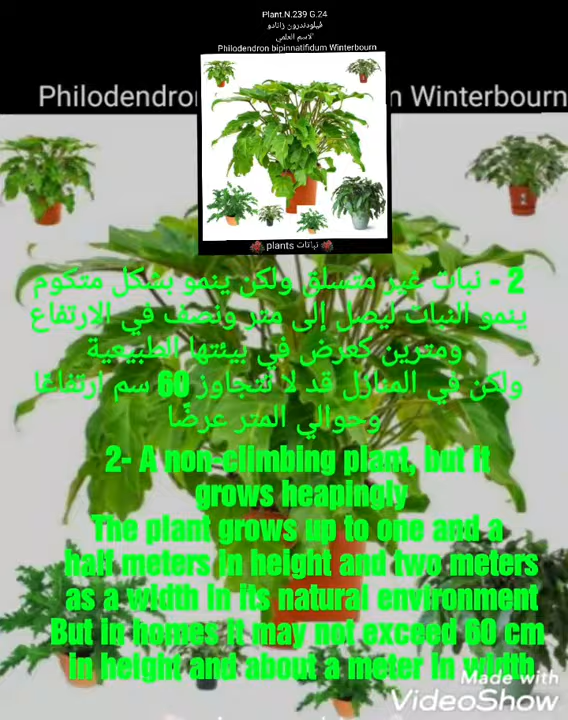 Plant.N.239 G.24
فيلودندرون زانادو
الاسم العلمي
Philodendron bipinnatifidum Winterbourn
Philodendro n Winterbourn
plants نباتات
2 - نبات غير متسلق ولكن ينمو بشكل متكوم
ينمو النبات ليصل إلى متر ونصف في الارتفاع
ومترين كعرض في بيئتها الطبيعية
ولكن في المنازل قد لا تتجاوز 60 سم ارتفاعًا
وحوالي المتر عرضًا
2- A non-climbing plant, but it
grows heapingly
The plant grows up to one and a
half meters in height and two meters
as a width in its natural environment
But in homes it may not exceed 60 cm
in height and about a meter in width
Made with
VideoShow